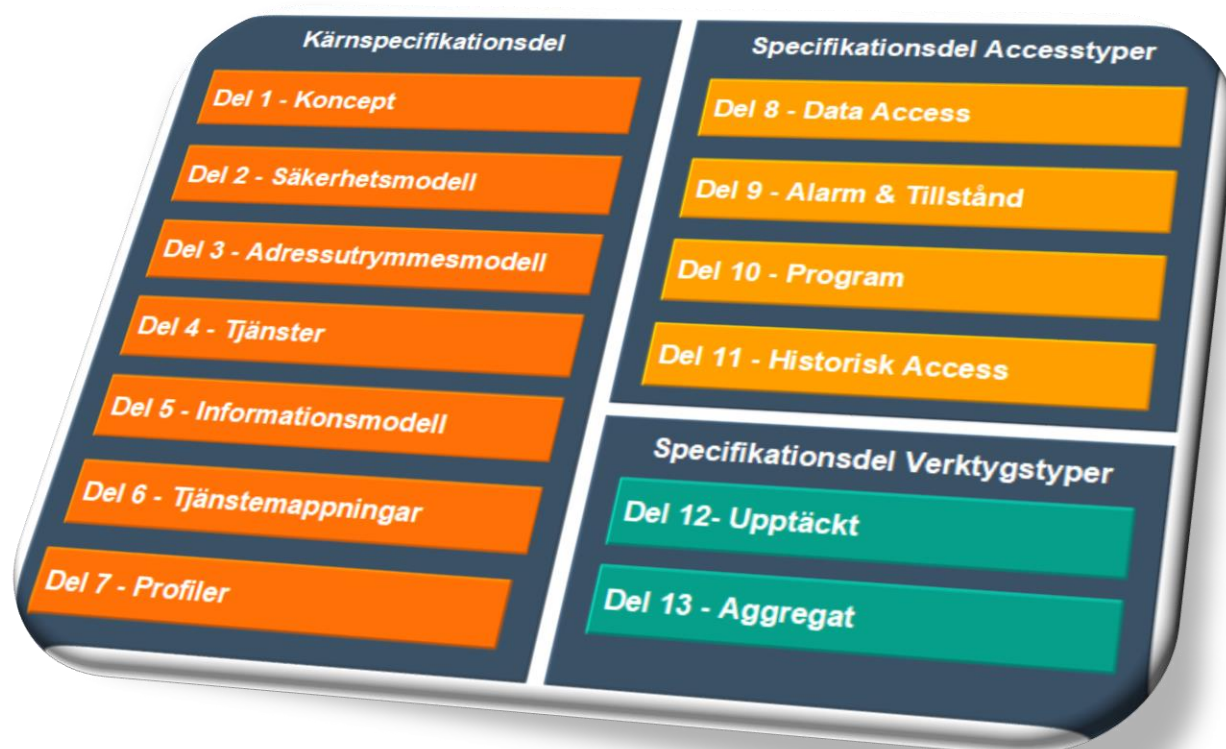 Kärnspecifikationsdel
Del 1 - Koncept
Del 2 - Säkerhetsmodell
Del 3 - Adressutrymmesmodell
Del 4 - Tjänster
Del 5 - Informationsmodell
Del 6 - Tjänstemappningar
Del 7 - Profiler
Specifikationsdel Accesstyper
Del 8 - Data Access
Del 9 - Alarm & Tillstånd
Del 10 - Program
Del 11 - Historisk Access
Specifikationsdel Verktygstyper
Del 12- Upptäckt
Del 13 - Aggregat